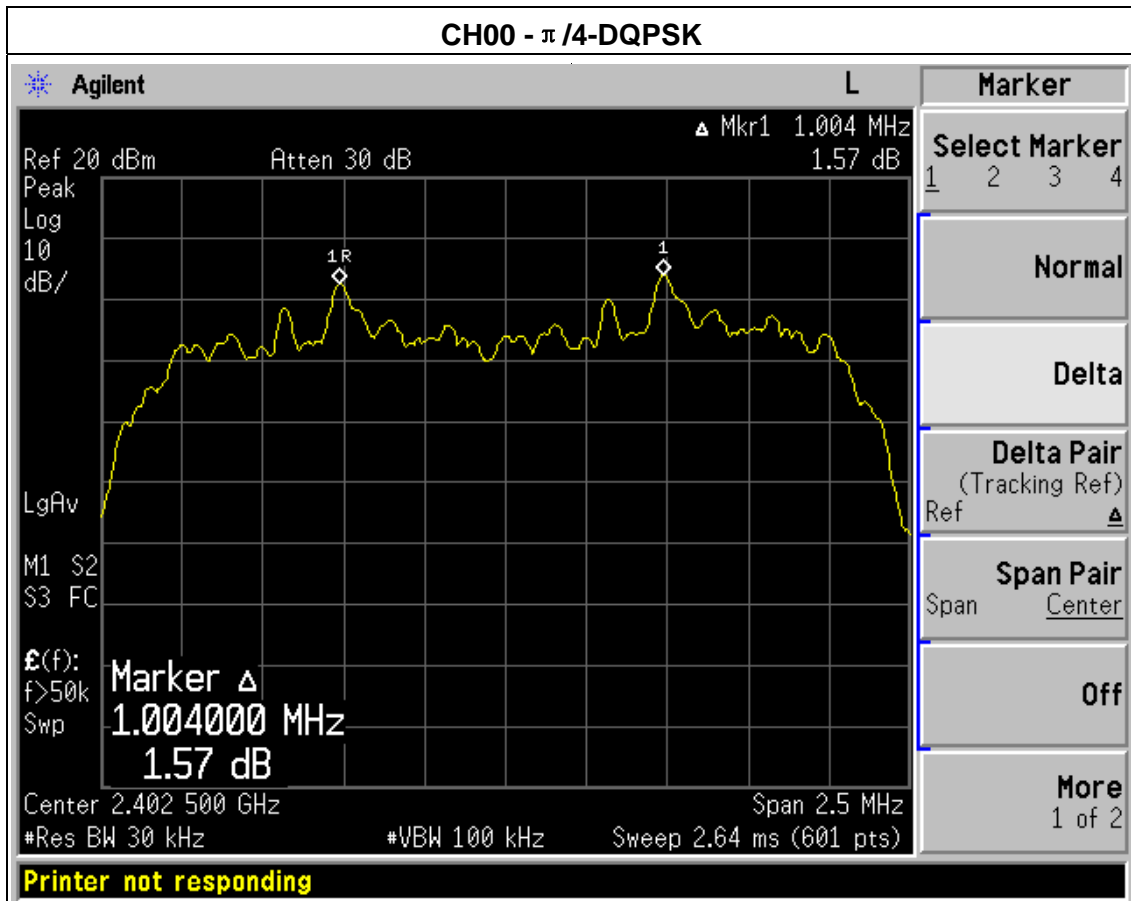 CH00 - π/4-DQPSK
Agilent L Marker
Δ Mkr1 1.004 MHz
Ref 20 dBm Atten 30 dB 1.57 dB
Peak
Log
10
dB/
1R
1
LgAv
M1 S2
S3 FC
£(f):
f>50k
Swp
Marker Δ
1.004000 MHz
1.57 dB
Center 2.402 500 GHz Span 2.5 MHz
#Res BW 30 kHz #VBW 100 kHz Sweep 2.64 ms (601 pts)
Select Marker
1 2 3 4
Normal
Delta
Delta Pair
(Tracking Ref)
Ref Δ
Span Pair
Span Center
Off
More
1 of 2
Printer not responding